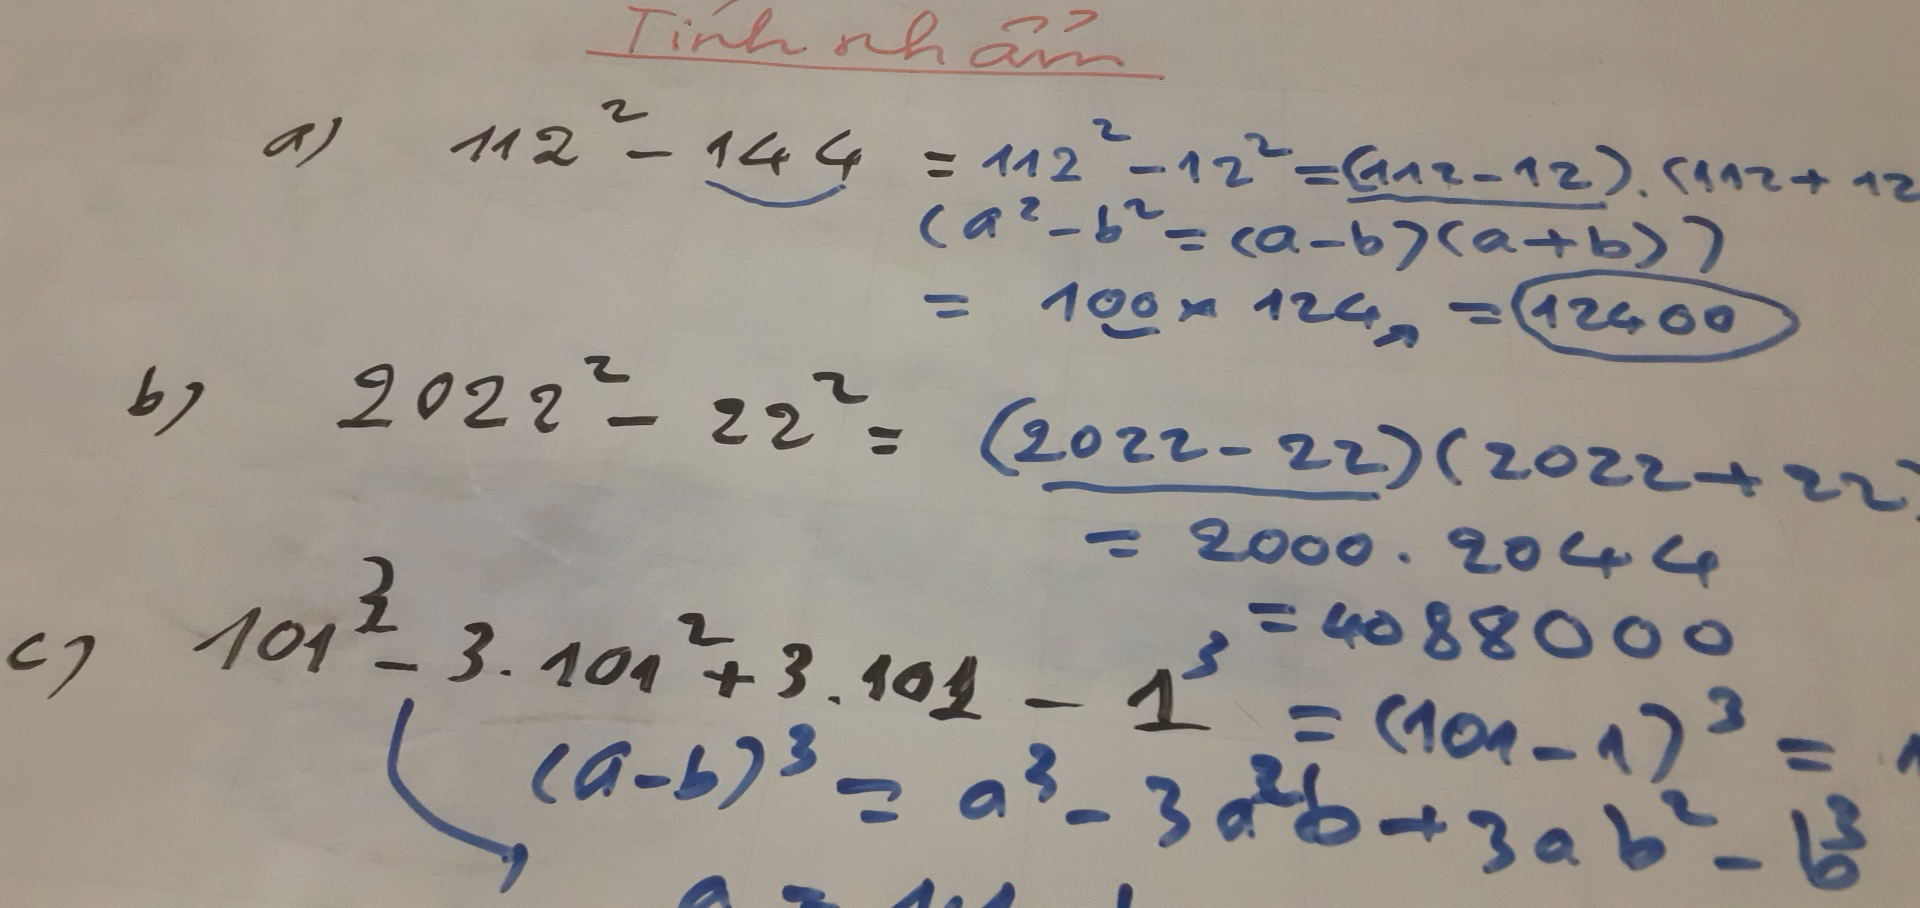 Tính nhẩm
a) 112² - 144 = 112² - 12² = (112 - 12). (112 + 12
(a² - b² = (a - b)(a + b))
= 100 × 124 = 12400
b) 2022² - 22² = (2022 - 22)(2022 + 22)
= 2000 . 2044
= 4088000
c) 101³ - 3.101² + 3.101 - 1³ = (101 - 1)³ = 1
(a-b)³ = a³ - 3a²b + 3ab² - b³